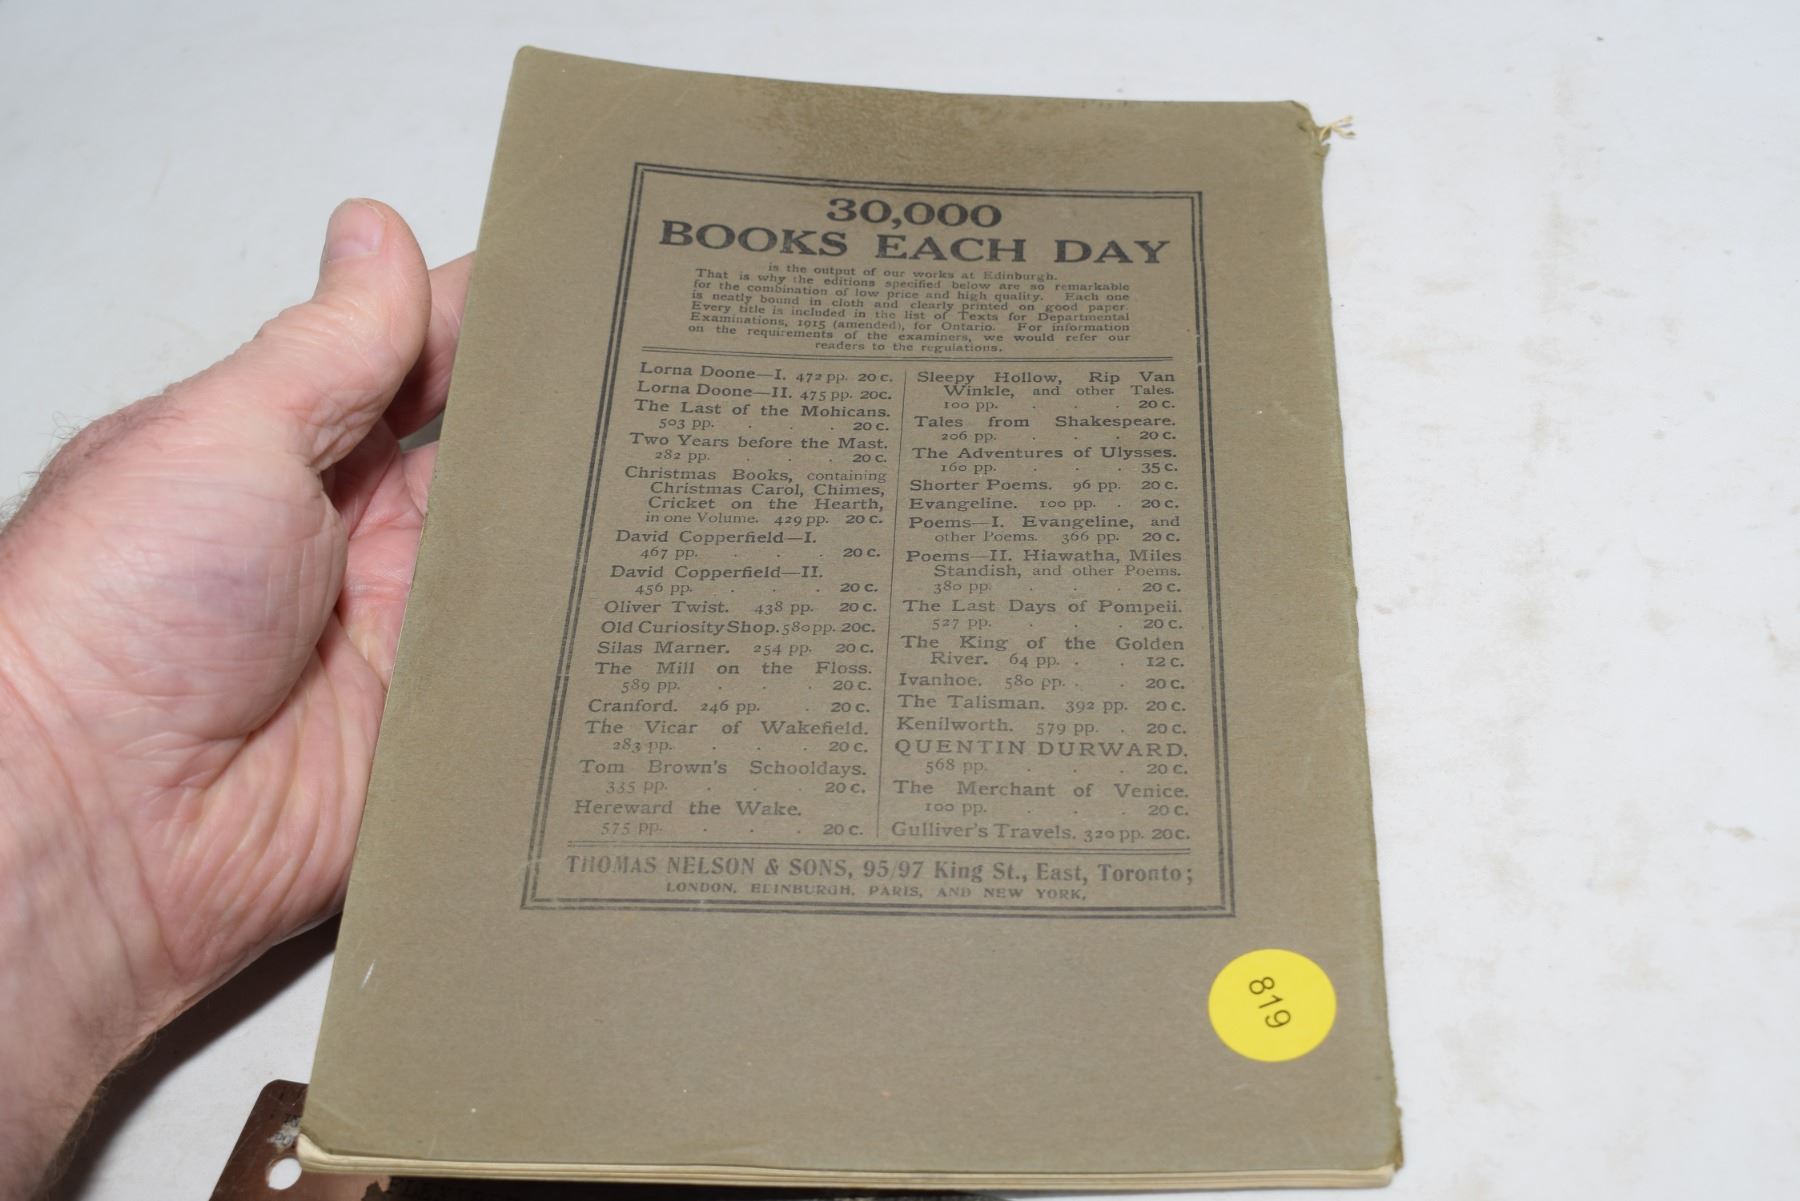 30,000
BOOKS EACH DAY
is the output of our works at Edinburgh.
That is why the editions specified below are so remarkable
for the combination of low price and high quality. Each one
is neatly bound in cloth and clearly printed on good paper.
Every title is included in the list of Texts for Departmental
Examinations, 1915 (amended), for Ontario. For information
on the requirements of the examiners, we would refer our
readers to the regulations.
Lorna Doone—I. 472 pp. 20 c.
Lorna Doone—II. 475 pp. 20c.
The Last of the Mohicans.
503 pp. . . . 20 c.
Two Years before the Mast.
282 pp. . . . 20 c.
Christmas Books, containing
Christmas Carol, Chimes,
Cricket on the Hearth,
in one Volume. 429 pp. 20 c.
David Copperfield—I.
467 pp. . . . 20 c.
David Copperfield—II.
456 pp. . . . 20 c.
Oliver Twist. 438 pp. 20 c.
Old Curiosity Shop. 580 pp. 20c.
Silas Marner. 254 pp. 20 c.
The Mill on the Floss.
589 pp. . . . 20 c.
Cranford. 246 pp. . 20 c.
The Vicar of Wakefield.
283 pp. . . . 20 c.
Tom Brown's Schooldays.
335 pp. . . . 20 c.
Hereward the Wake.
575 pp. . . . 20 c.
Sleepy Hollow, Rip Van
Winkle, and other Tales.
100 pp. . . . 20 c.
Tales from Shakespeare.
206 pp. . . . 20 c.
The Adventures of Ulysses.
160 pp. . . . 35 c.
Shorter Poems. 96 pp. 20 c.
Evangeline. 100 pp. . 20 c.
Poems—I. Evangeline, and
other Poems. 366 pp. 20 c.
Poems—II. Hiawatha, Miles
Standish, and other Poems.
380 pp. . . . 20 c.
The Last Days of Pompeii.
527 pp. . . . 20 c.
The King of the Golden
River. 64 pp. . . 12 c.
Ivanhoe. 580 pp. . . 20 c.
The Talisman. 392 pp. 20 c.
Kenilworth. 579 pp. . 20 c.
QUENTIN DURWARD.
568 pp. . . . 20 c.
The Merchant of Venice.
100 pp. . . . 20 c.
Gulliver's Travels. 320 pp. 20c.
THOMAS NELSON & SONS, 95/97 King St., East, Toronto;
LONDON, EDINBURGH, PARIS, AND NEW YORK.
819